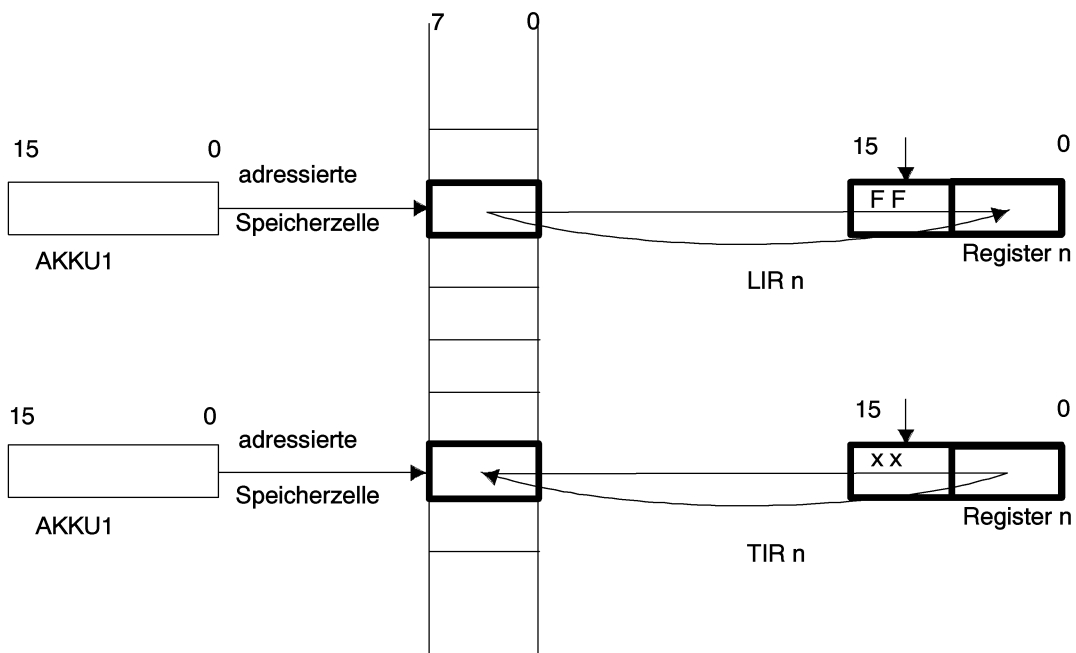 7 0
15 0
adressierte
Speicherzelle
AKKU1
15 0
F F
Register n
LIR n
15 0
adressierte
Speicherzelle
AKKU1
15 0
x x
Register n
TIR n